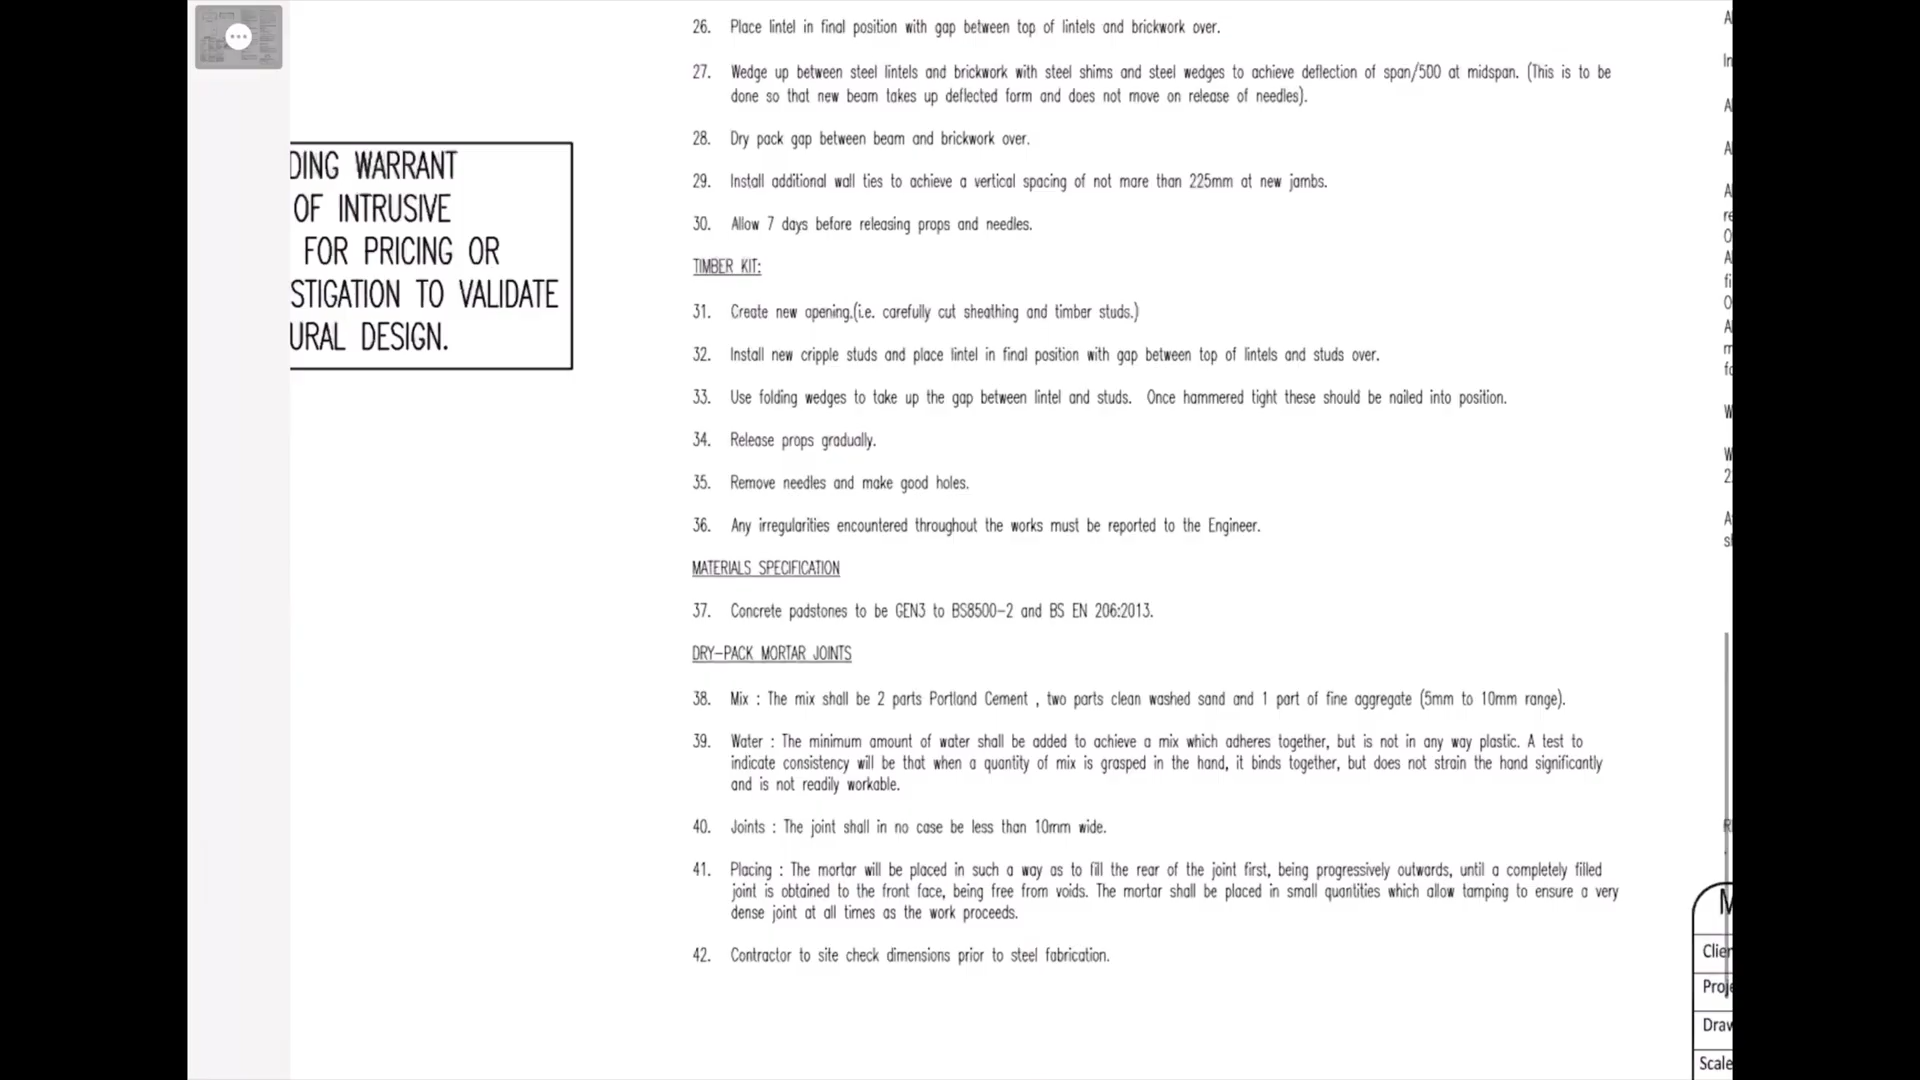 DING WARRANT
OF INTRUSIVE
FOR PRICING OR
STIGATION TO VALIDATE
URAL DESIGN.
26. Place lintel in final position with gap between top of lintels and brickwork over.
27. Wedge up between steel lintels and brickwork with steel shims and steel wedges to achieve deflection of span/500 at midspan. (This is to be
done so that new beam takes up deflected form and does not move on release of needles).
28. Dry pack gap between beam and brickwork over.
29. Install additional wall ties to achieve a vertical spacing of not more than 225mm at new jambs.
30. Allow 7 days before releasing props and needles.
TIMBER KIT:
31. Create new opening.(i.e. carefully cut sheathing and timber studs.)
32. Install new cripple studs and place lintel in final position with gap between top of lintels and studs over.
33. Use folding wedges to take up the gap between lintel and studs. Once hammered tight these should be nailed into position.
34. Release props gradually.
35. Remove needles and make good holes.
36. Any irregularities encountered throughout the works must be reported to the Engineer.
MATERIALS SPECIFICATION
37. Concrete padstones to be GEN3 to BS8500-2 and BS EN 206:2013.
DRY-PACK MORTAR JOINTS
38. Mix : The mix shall be 2 parts Portland Cement , two parts clean washed sand and 1 part of fine aggregate (5mm to 10mm range).
39. Water : The minimum amount of water shall be added to achieve a mix which adheres together, but is not in any way plastic. A test to
indicate consistency will be that when a quantity of mix is grasped in the hand, it binds together, but does not strain the hand significantly
and is not readily workable.
40. Joints : The joint shall in no case be less than 10mm wide.
41. Placing : The mortar will be placed in such a way as to fill the rear of the joint first, being progressively outwards, until a completely filled
joint is obtained to the front face, being free from voids. The mortar shall be placed in small quantities which allow tamping to ensure a very
dense joint at all times as the work proceeds.
42. Contractor to site check dimensions prior to steel fabrication.
Clien
Proje
Draw
Scale